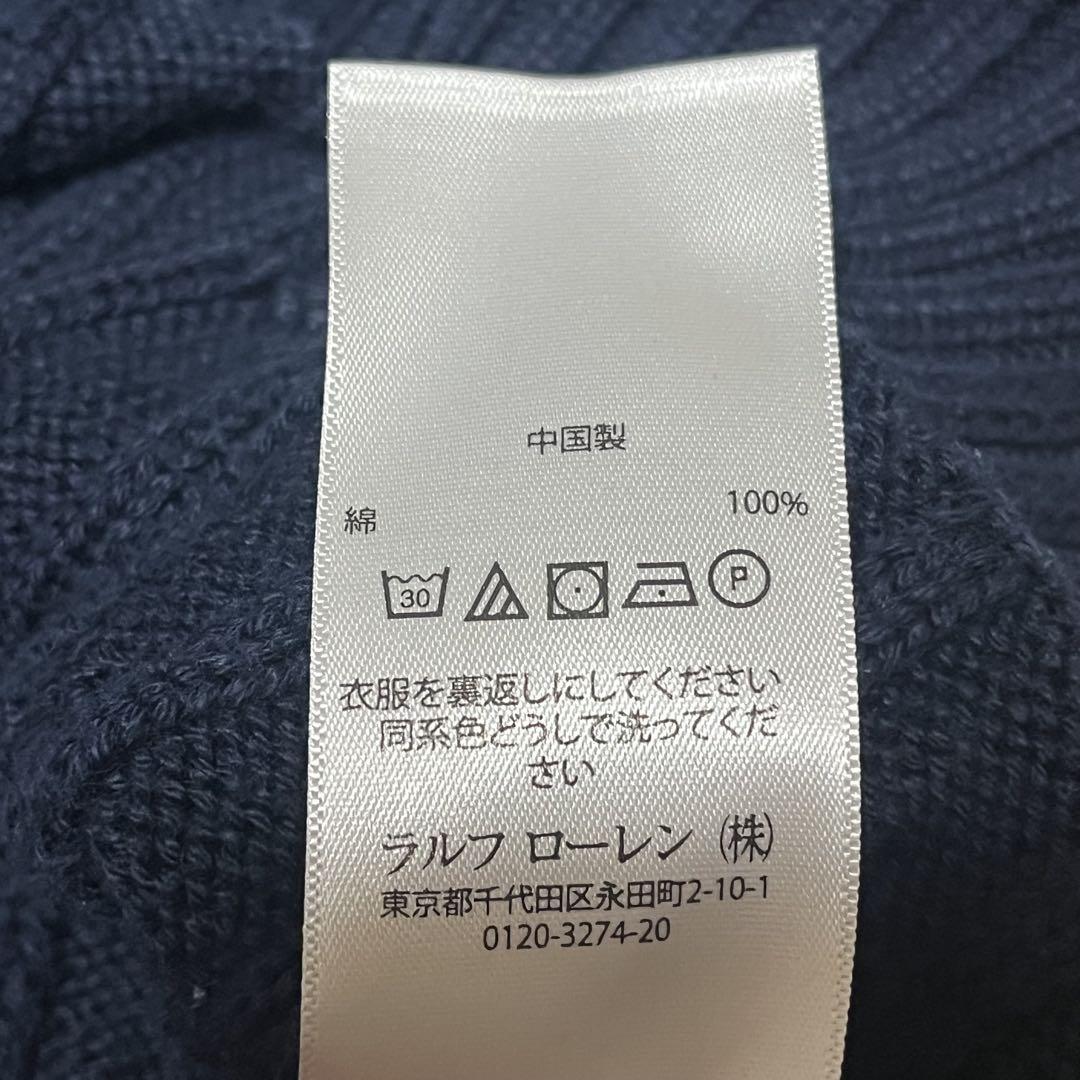 中国製
綿 100%
30 P
衣服を裏返しにしてください
同系色どうしで洗ってくだ
さい
ラルフ ローレン (株)
東京都千代田区永田町2-10-1
0120-3274-20